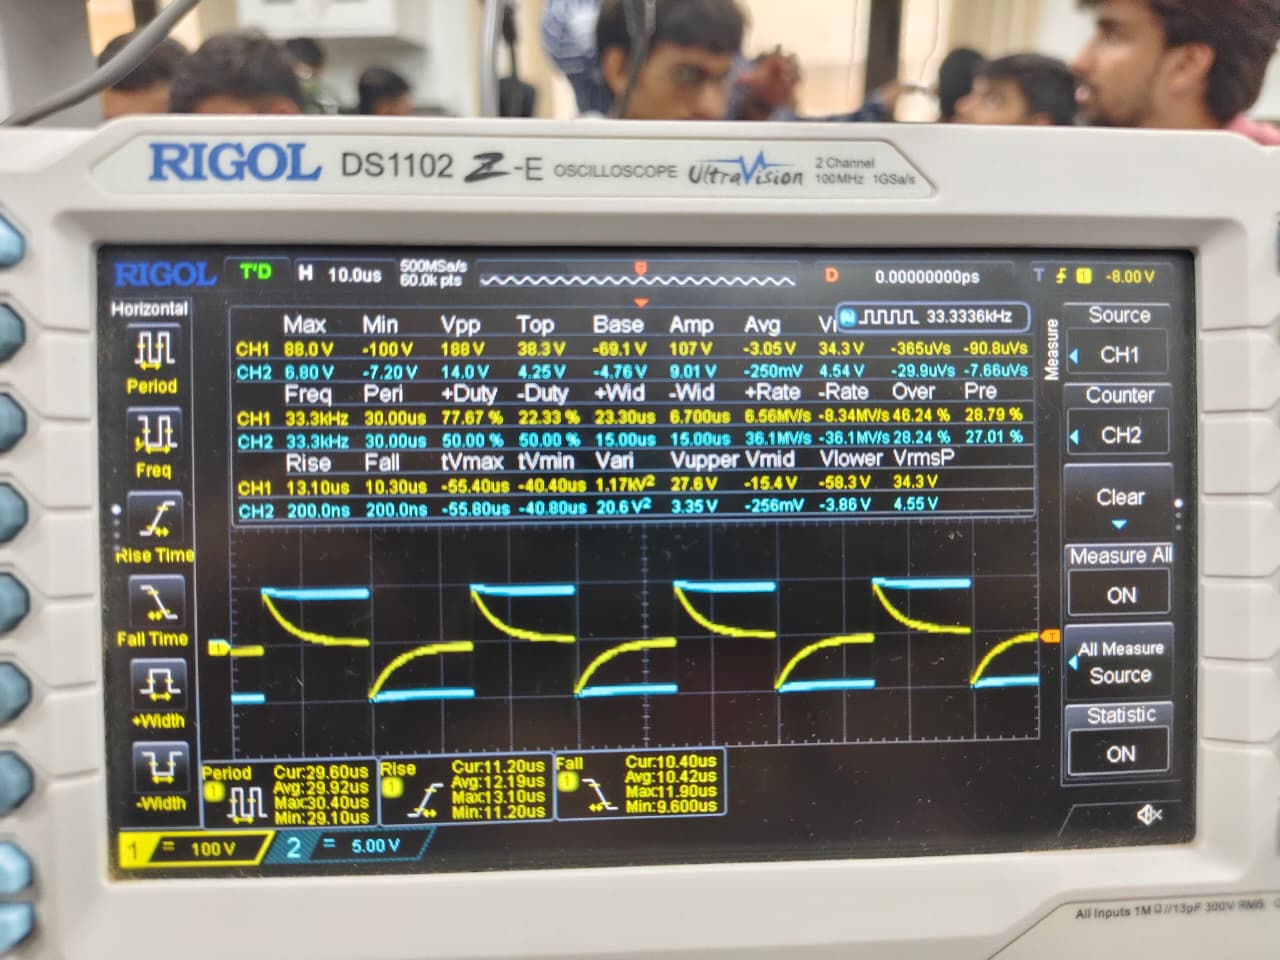 RIGOL DS1102 Z-E OSCILLOSCOPE UltraVision 2 Channel 100MHz 1GSa/s
RIGOL T'D H 10.0us 500MSa/s 60.0k pts D 0.00000000ps T 1 -8.00 V
Horizontal
Period
Freq
Rise Time
Fall Time
+Width
-Width
33.3336kHz
Max Min Vpp Top Base Amp Avg
CH1 88.0 V -100 V 188 V 38.3 V -69.1 V 107 V -3.05 V 34.3 V -365uVs -90.8uVs
CH2 6.80 V -7.20 V 14.0 V 4.25 V -4.76 V 9.01 V -250mV 4.54 V -29.9uVs -7.66uVs
Freq Peri +Duty -Duty +Wid -Wid +Rate -Rate Over Pre
CH1 33.3kHz 30.00us 77.67 % 22.33 % 23.30us 6.700us 6.56MV/s -8.34MV/s 46.24 % 28.79 %
CH2 33.3kHz 30.00us 50.00 % 50.00 % 15.00us 15.00us 36.1MV/s -36.1MV/s 28.24 % 27.01 %
Rise Fall tVmax tVmin Vari Vupper Vmid Vlower VrmsP
CH1 13.10us 10.30us -55.40us -40.40us 1.17kV² 27.6 V -15.4 V -58.3 V 34.3 V
CH2 200.0ns 200.0ns -55.80us -40.80us 20.6 V² 3.35 V -256mV -3.86 V 4.55 V
1
T
Period
1
Cur:29.60us
Avg:29.92us
Max:30.40us
Min:29.10us
Rise
1
Cur:11.20us
Avg:12.19us
Max:13.10us
Min:11.20us
Fall
1
Cur:10.40us
Avg:10.42us
Max:11.90us
Min:9.600us
1 = 100 V 2 = 5.00 V
Measure
Source
CH1
Counter
CH2
Clear
Measure All
ON
All Measure
Source
Statistic
ON
All Inputs 1MΩ//13pF 300V RMS